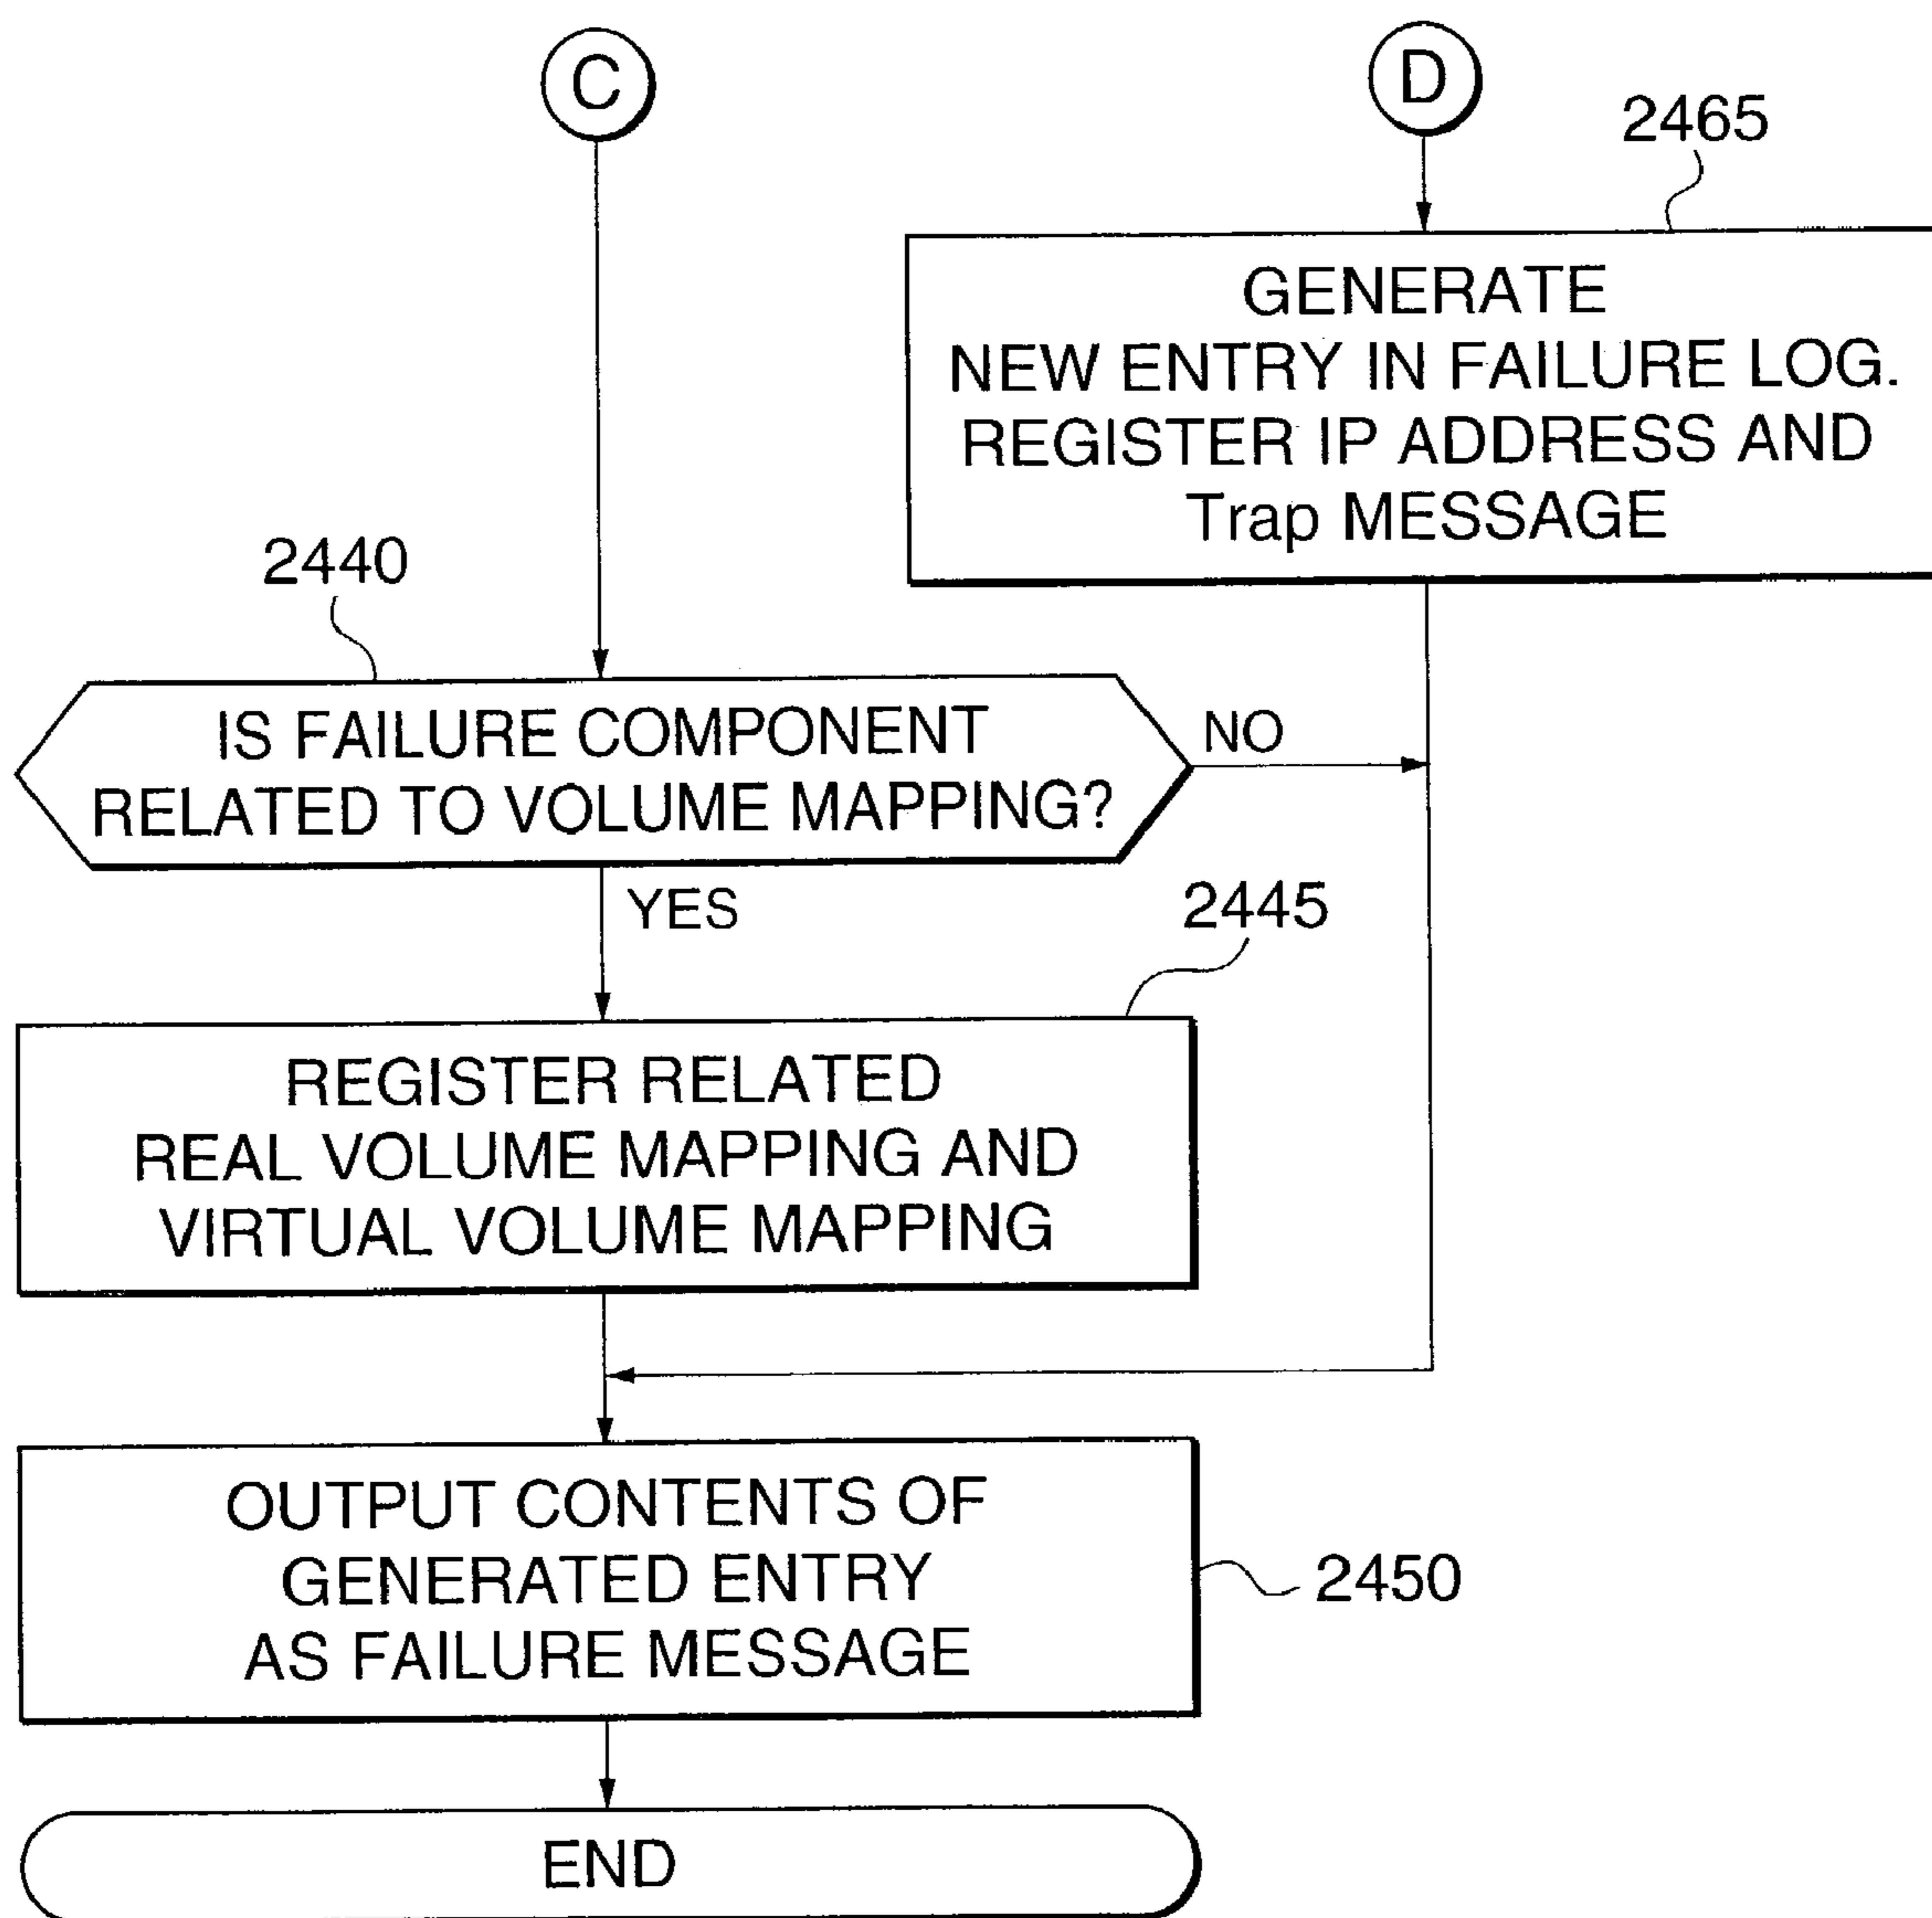 C
D
2465
GENERATE
NEW ENTRY IN FAILURE LOG.
REGISTER IP ADDRESS AND
Trap MESSAGE
2440
IS FAILURE COMPONENT
RELATED TO VOLUME MAPPING?
NO
YES
2445
REGISTER RELATED
REAL VOLUME MAPPING AND
VIRTUAL VOLUME MAPPING
OUTPUT CONTENTS OF
GENERATED ENTRY
AS FAILURE MESSAGE
2450
END